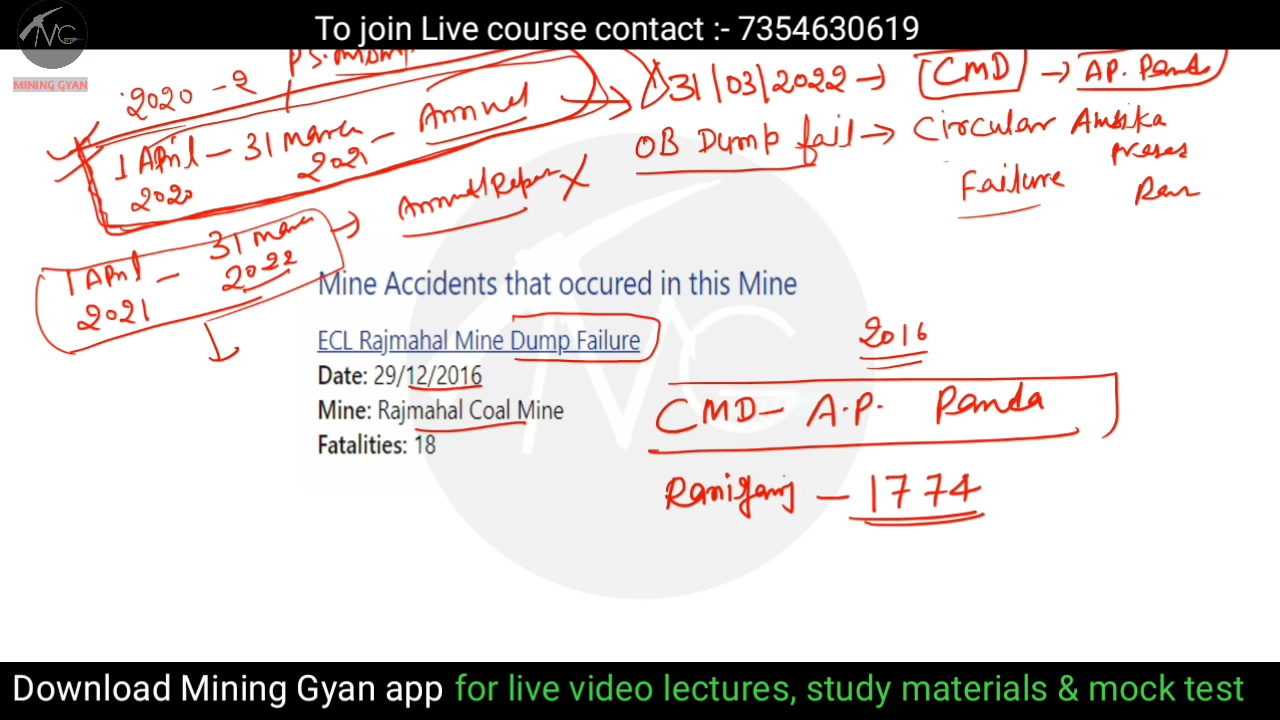 To join Live course contact :- 7354630619
MG
MINING GYAN
2020 - 2
31/03/2022 → CMD → A.P. Panda
1 April - 31 march - Annual
2020 2021
OB Dump fail → Circular Ambika
Failure
Annual Report X
1 April - 31 march
2021 2022
Mine Accidents that occured in this Mine
ECL Rajmahal Mine Dump Failure
2016
Date: 29/12/2016
Mine: Rajmahal Coal Mine
CMD - A.P. Panda
Fatalities: 18
Raniganj - 1774
Download Mining Gyan app for live video lectures, study materials & mock test